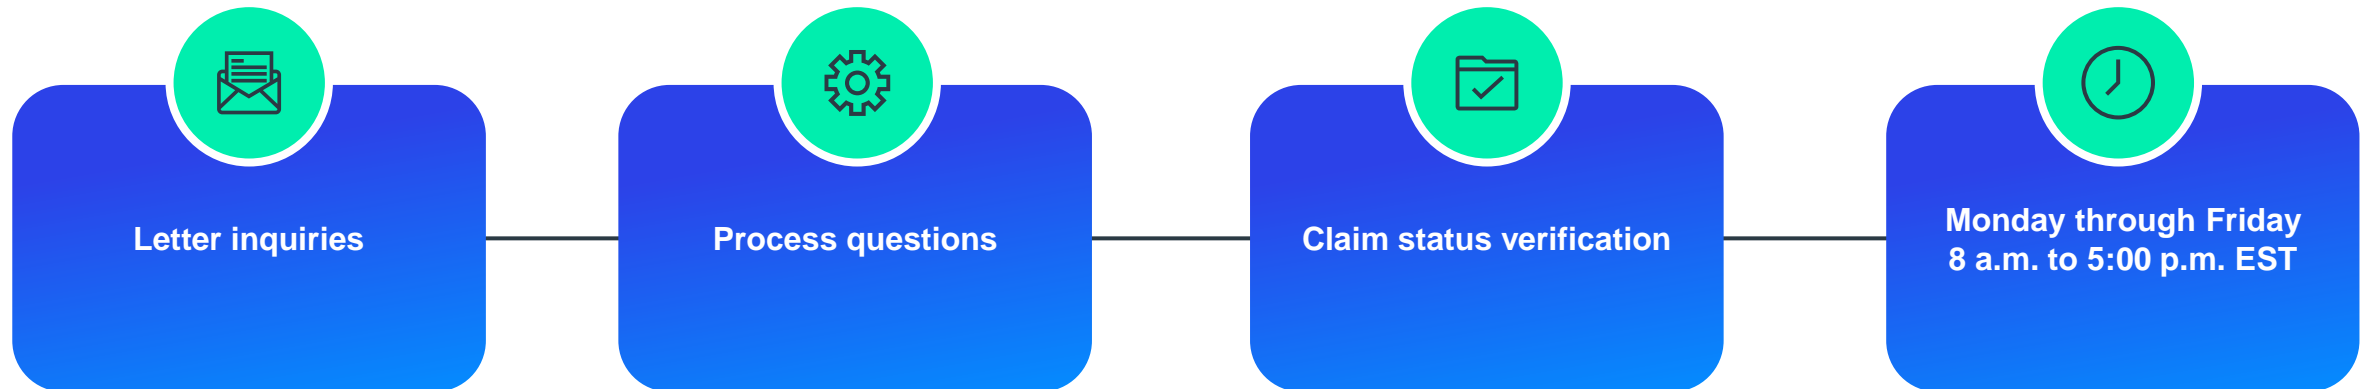 Letter inquiries
Process questions
Claim status verification
Monday through Friday
8 a.m. to 5:00 p.m. EST